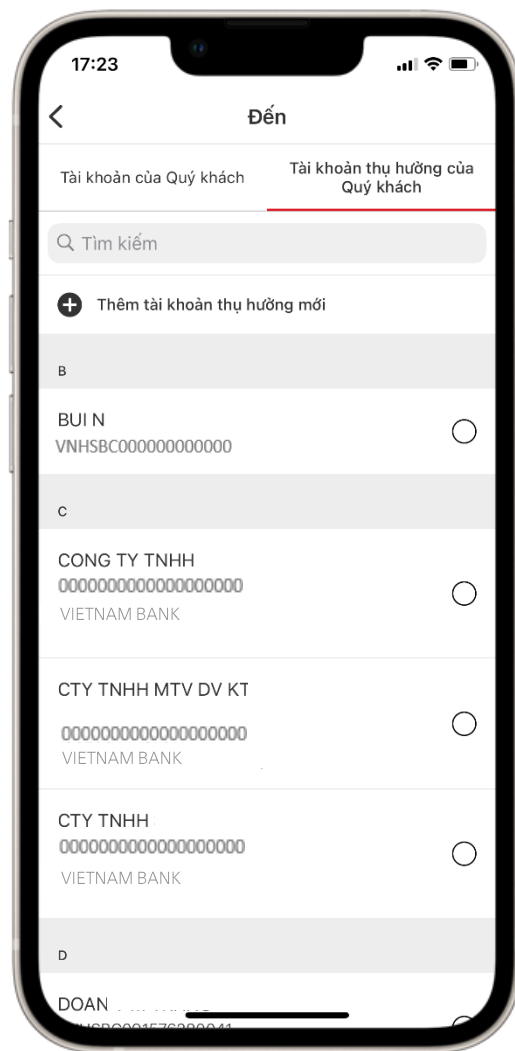 17:23
Đến
Tài khoản của Quý khách
Tài khoản thụ hưởng của
Quý khách
Tìm kiếm
Thêm tài khoản thụ hưởng mới
B
BUI N
VNHSBC000000000000
C
CONG TY TNHH
0000000000000000000
VIETNAM BANK
CTY TNHH MTV DV KT
0000000000000000000
VIETNAM BANK
CTY TNHH
0000000000000000000
VIETNAM BANK
D
DOAN